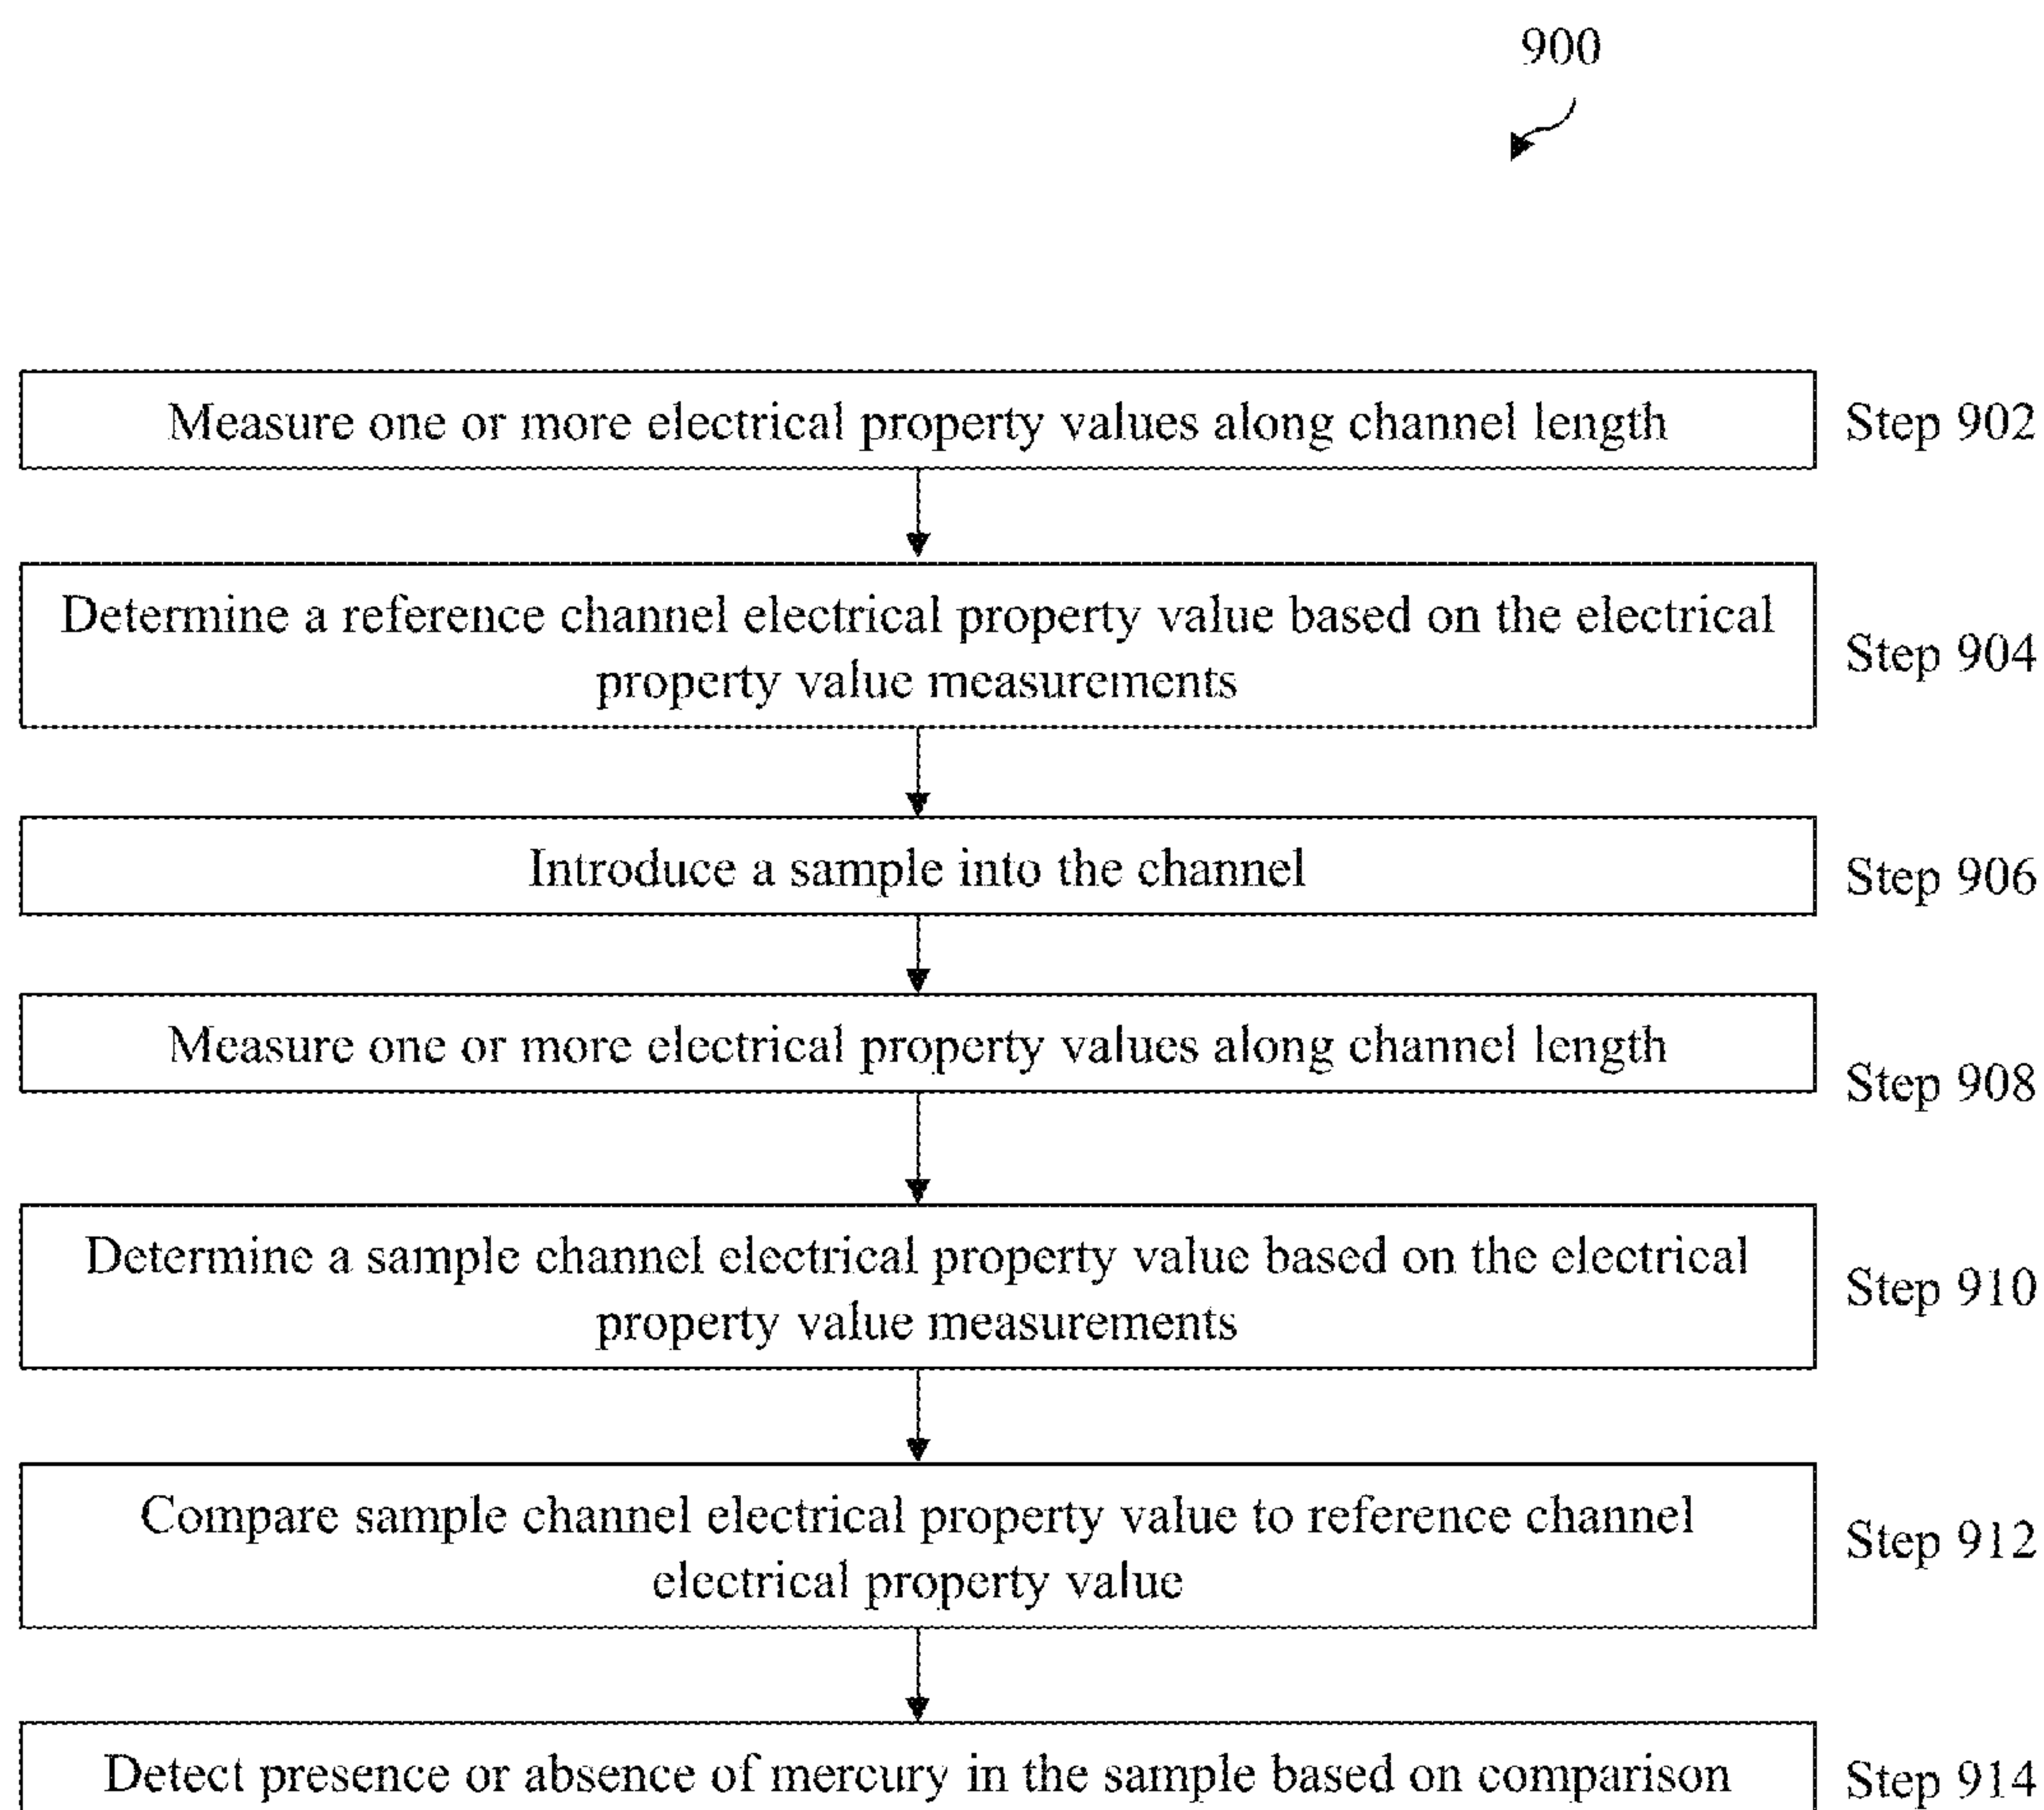 900
Measure one or more electrical property values along channel length
Step 902
Determine a reference channel electrical property value based on the electrical
property value measurements
Step 904
Introduce a sample into the channel
Step 906
Measure one or more electrical property values along channel length
Step 908
Determine a sample channel electrical property value based on the electrical
property value measurements
Step 910
Compare sample channel electrical property value to reference channel
electrical property value
Step 912
Detect presence or absence of mercury in the sample based on comparison
Step 914